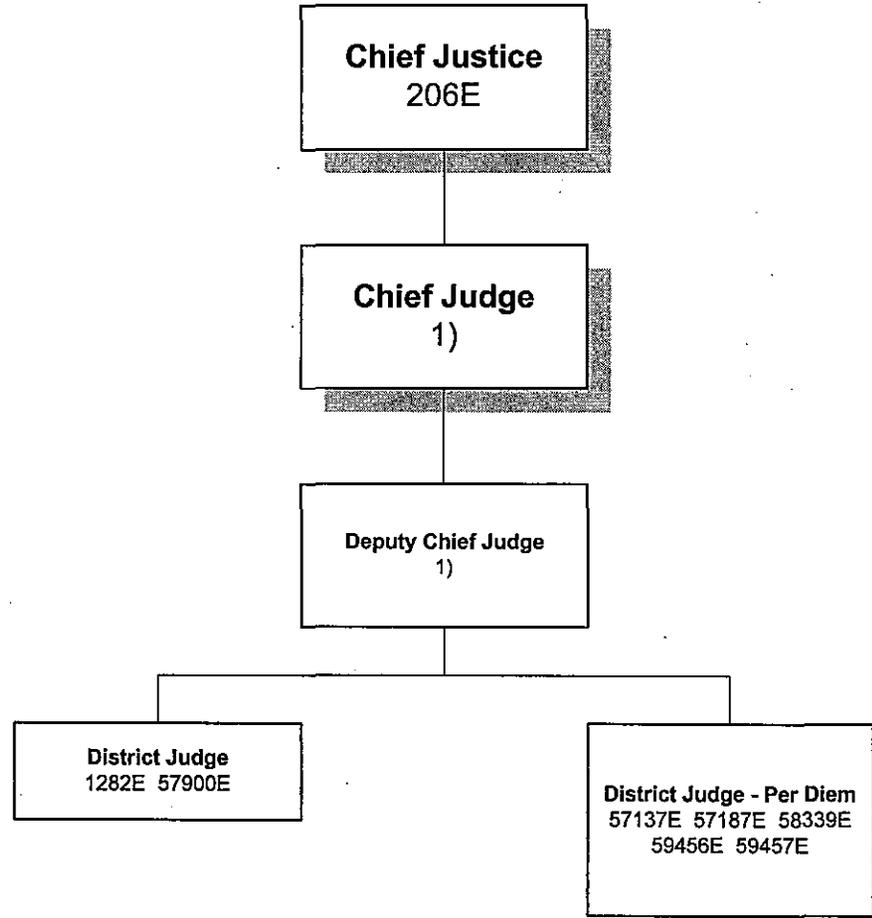 Chief Justice
206E
Chief Judge
1)
Deputy Chief Judge
1)
District Judge
1282E 57900E
District Judge - Per Diem
57137E 57187E 58339E
59456E 59457E